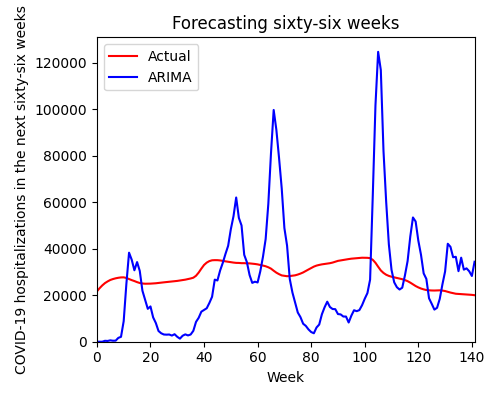 Forecasting sixty-six weeks
COVID-19 hospitalizations in the next sixty-six weeks
Actual
ARIMA
120000
100000
80000
60000
40000
20000
0
0 20 40 60 80 100 120 140
Week